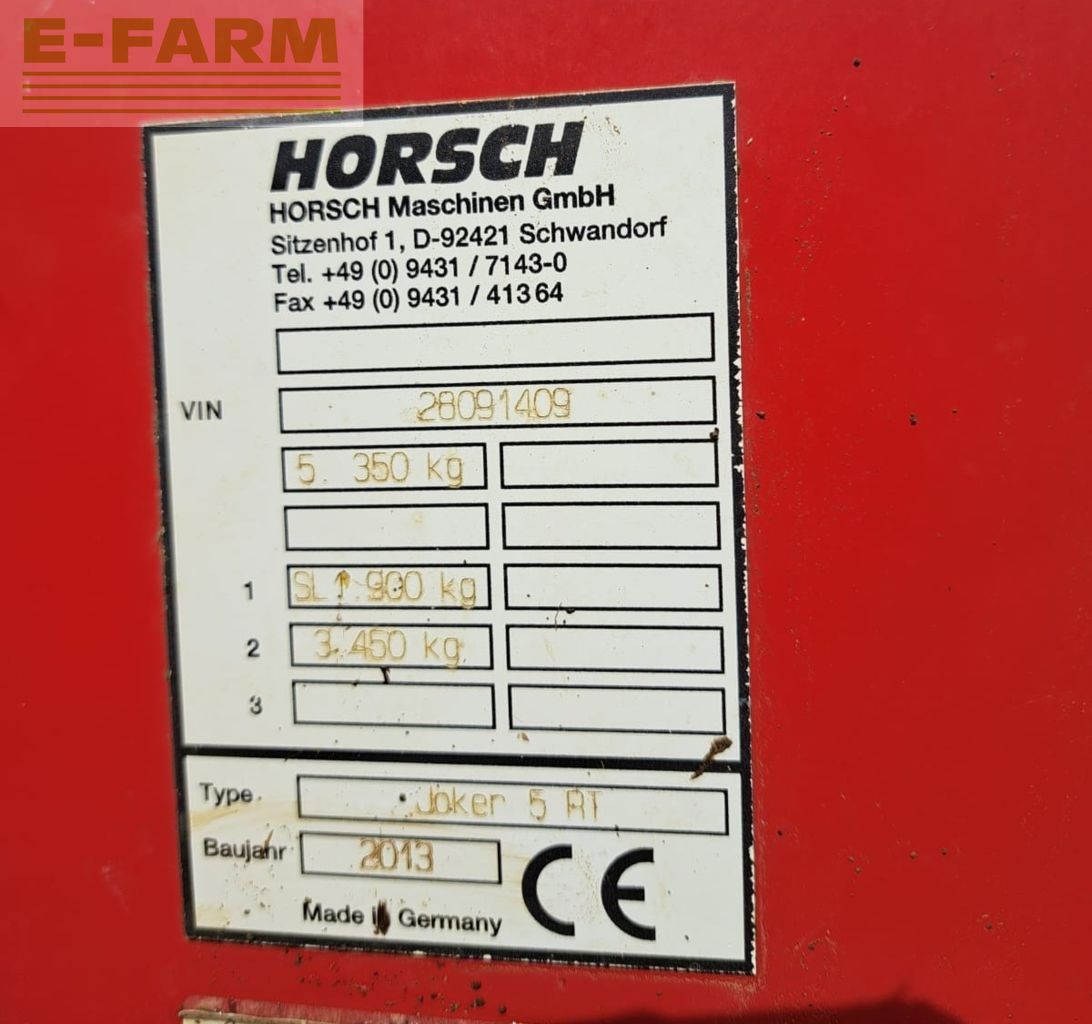 E-FARM
HORSCH
HORSCH Maschinen GmbH
Sitzenhof 1, D-92421 Schwandorf
Tel. +49 (0) 9431 / 7143-0
Fax +49 (0) 9431 / 41364
VIN 28091409
5. 350 kg
1 SL 1.900 kg
2 3.450 kg
3
Type Joker 5 RT
Baujahr 2013
CE
Made in Germany